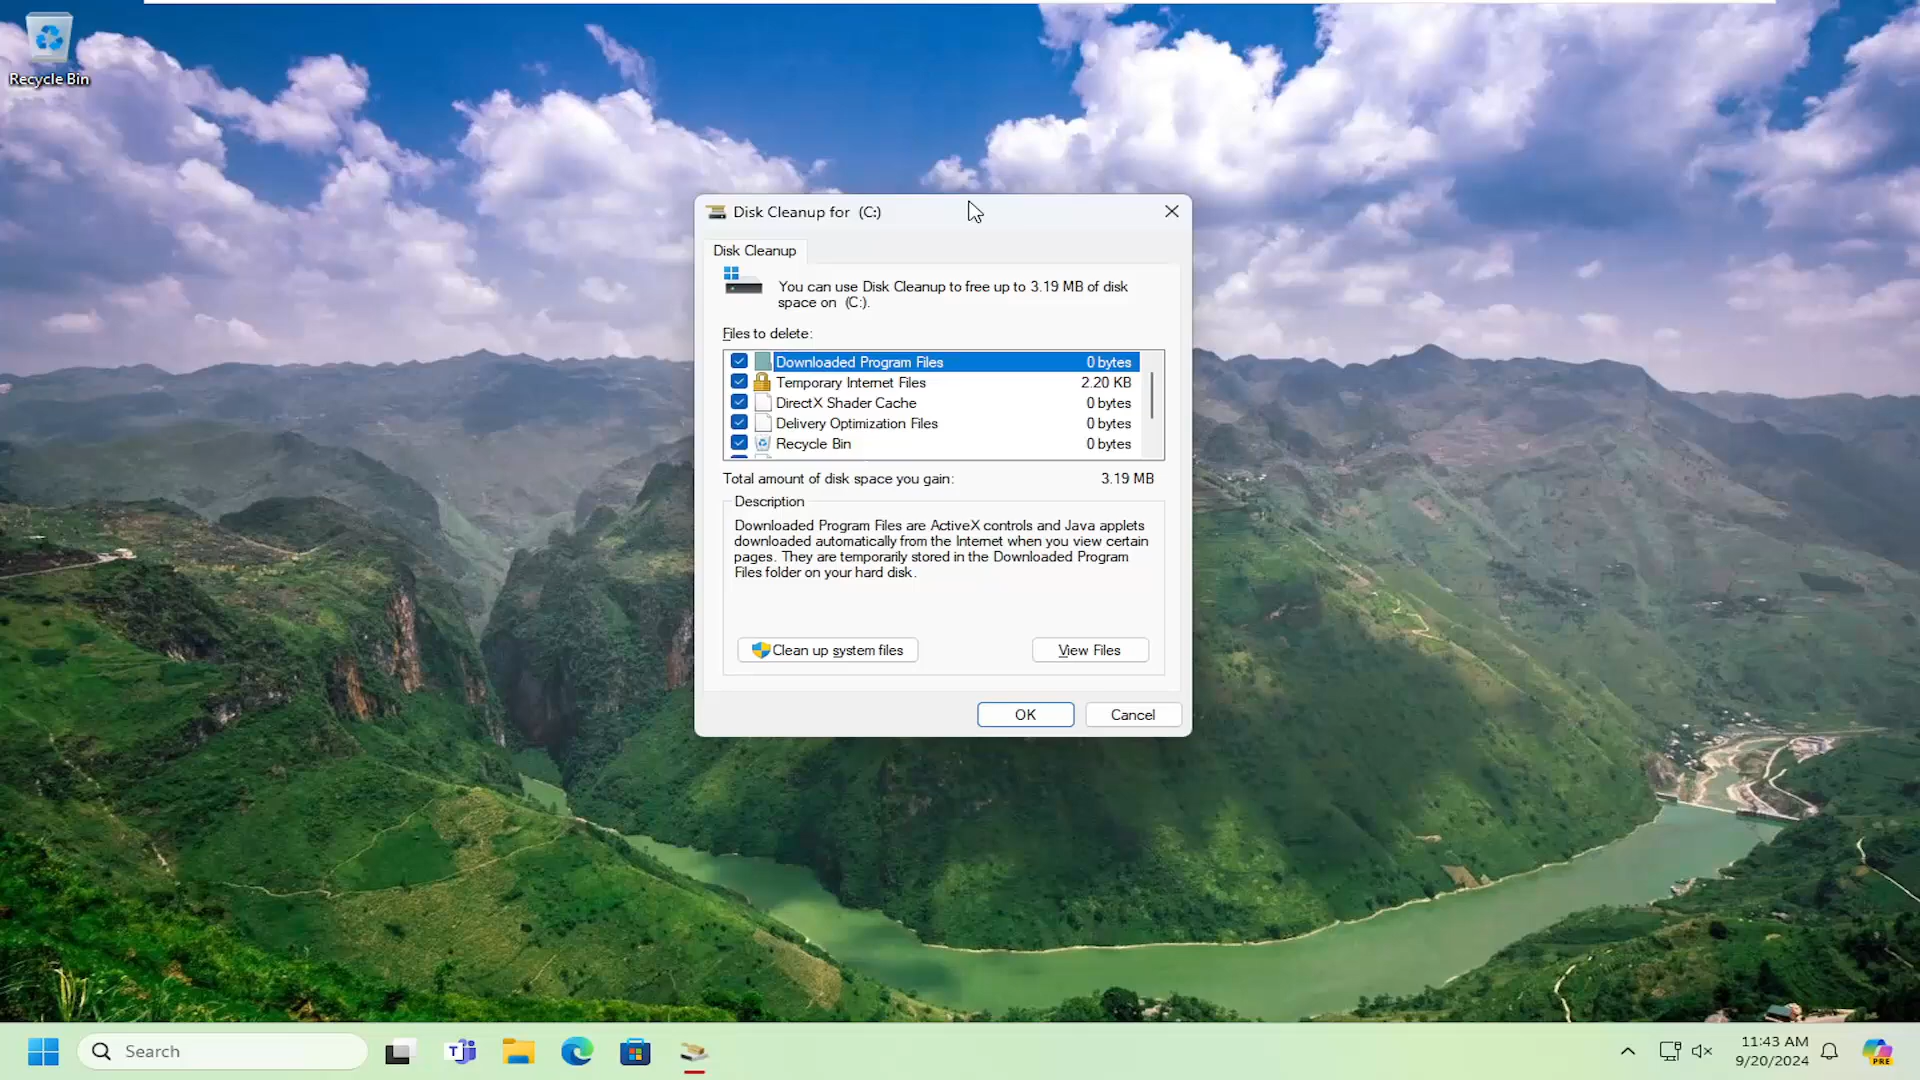 Recycle Bin
Disk Cleanup for (C:)
Disk Cleanup
You can use Disk Cleanup to free up to 3.19 MB of disk
space on (C:).
Files to delete:
Downloaded Program Files 0 bytes
Temporary Internet Files 2.20 KB
DirectX Shader Cache 0 bytes
Delivery Optimization Files 0 bytes
Recycle Bin 0 bytes
Total amount of disk space you gain: 3.19 MB
Description
Downloaded Program Files are ActiveX controls and Java applets
downloaded automatically from the Internet when you view certain
pages. They are temporarily stored in the Downloaded Program
Files folder on your hard disk.
Clean up system files
View Files
OK
Cancel
Search
11:43 AM
9/20/2024
PRE